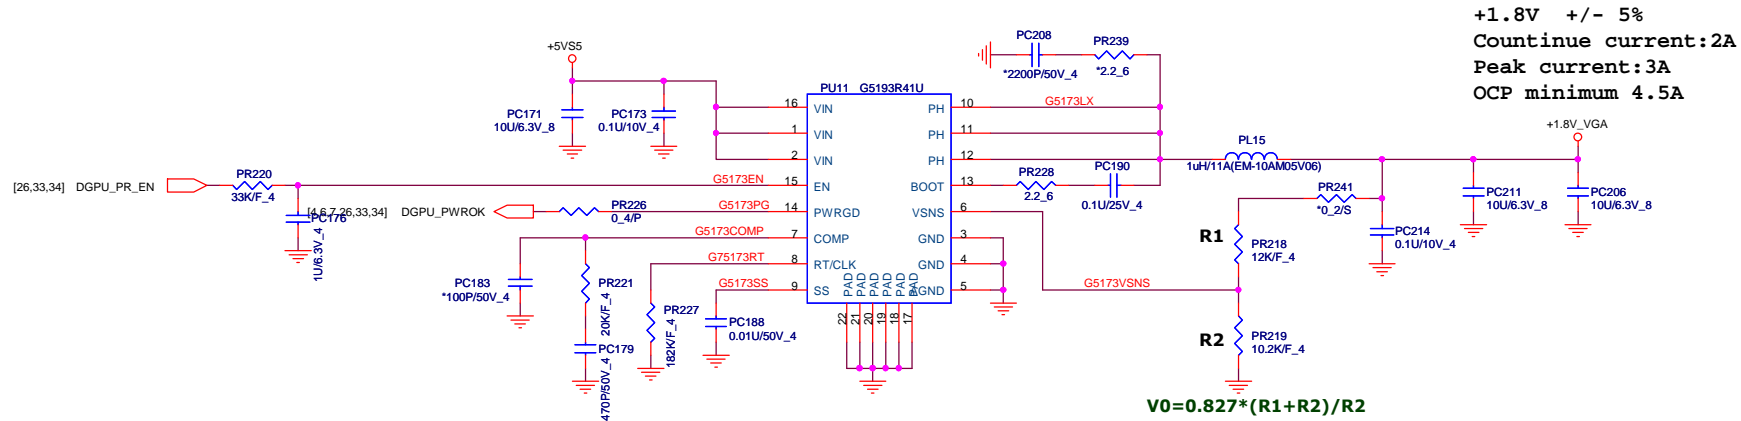 +1.8V +/- 5%
Countinue current:2A
Peak current:3A
OCP minimum 4.5A
+5VS5
PC171
10U/6.3V_8
PC173
0.1U/10V_4
PC208
*2200P/50V_4
PR239
*2.2_6
PU11 G5193R41U
16 VIN
1 VIN
2 VIN
15 EN
14 PWRGD
7 COMP
8 RT/CLK
9 SS
PH 10
PH 11
PH 12
BOOT 13
VSNS 6
GND 3
GND 4
GND 5
PAD PAD PAD PAD PAD PAD
22 21 20 19 18 17
G5173LX
+1.8V_VGA
PL15
1uH/11A(EM-10AM05V06)
[26,33,34] DGPU_PR_EN
PR220
33K/F_4
G5173EN
PC176
1U/6.3V_4
[4,6,7,26,33,34] DGPU_PWROK
PR226
0_4/P
G5173PG
G5173COMP
G75173RT
G5173SS
PC183
*100P/50V_4
PR221
20K/F_4
PC179
470P/50V_4
PR227
182K/F_4
PC188
0.01U/50V_4
PR228
2.2_6
PC190
0.1U/25V_4
PR241
*0_2/S
PC211
10U/6.3V_8
PC206
10U/6.3V_8
PC214
0.1U/10V_4
R1
PR218
12K/F_4
G5173VSNS
R2
PR219
10.2K/F_4
V0=0.827*(R1+R2)/R2